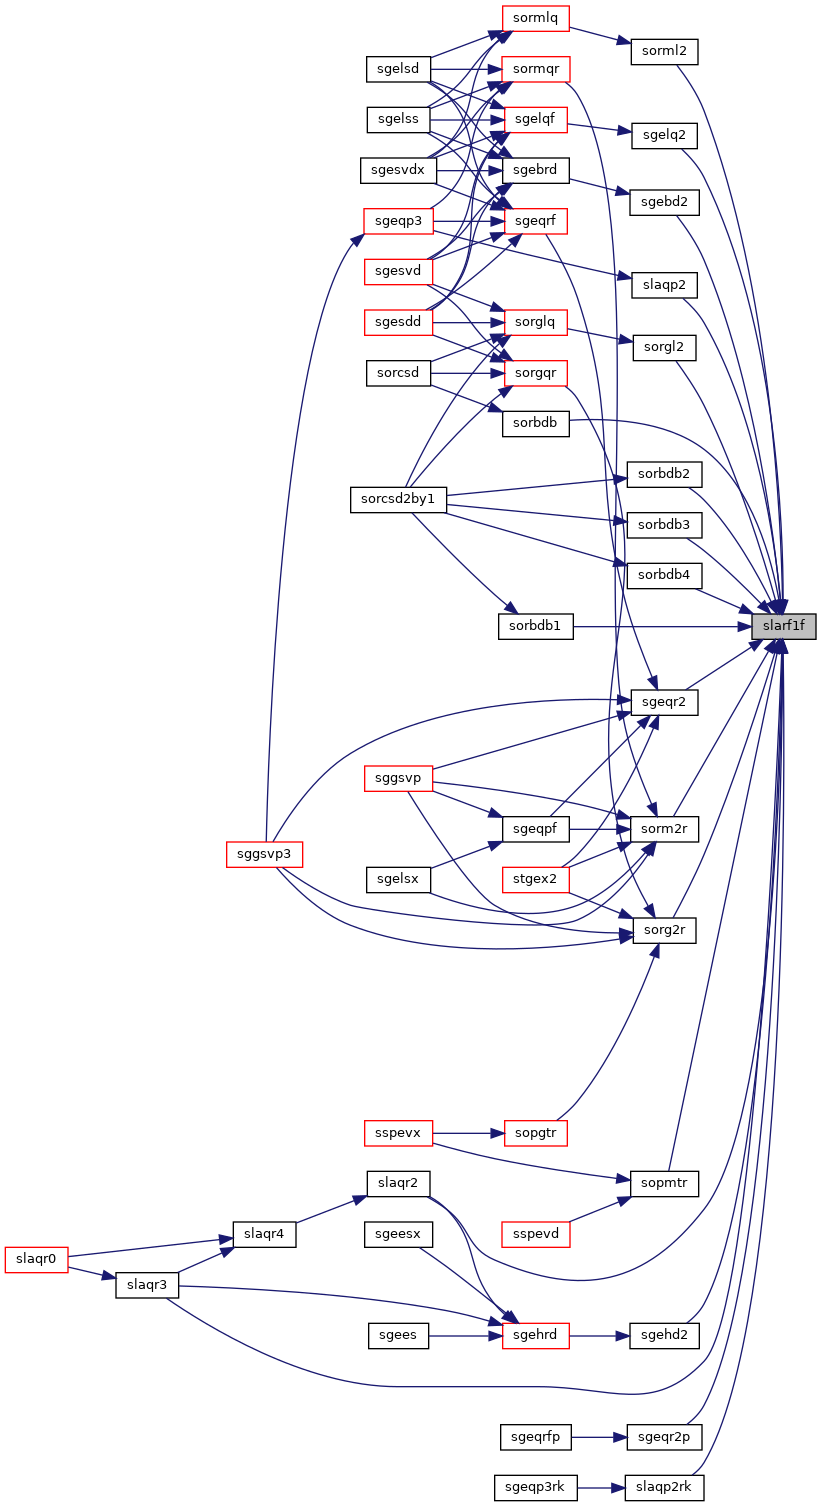 sormlq
sorml2
sgelsd
sormqr
sgelss
sgelqf
sgelq2
sgesvdx
sgebrd
sgebd2
sgeqp3
sgeqrf
sgesvd
slaqp2
sgesdd
sorglq
sorgl2
sorcsd
sorgqr
sorbdb
sorbdb2
sorcsd2by1
sorbdb3
sorbdb4
sorbdb1
slarf1f
sgeqr2
sggsvp
sgeqpf
sorm2r
sggsvp3
sgelsx
stgex2
sorg2r
sspevx
sopgtr
slaqr2
sopmtr
slaqr4
sgeesx
sspevd
slaqr0
slaqr3
sgees
sgehrd
sgehd2
sgeqrfp
sgeqr2p
sgeqp3rk
slaqp2rk